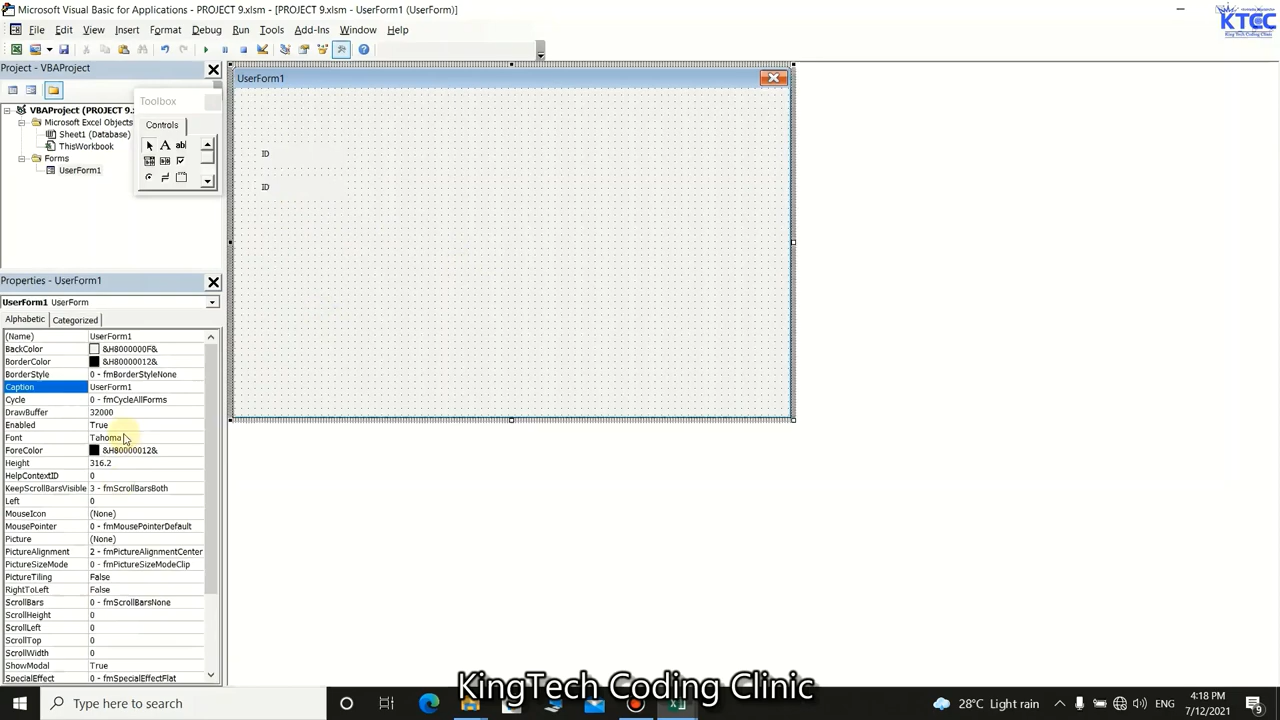 Microsoft Visual Basic for Applications - PROJECT 9.xlsm - [PROJECT 9.xlsm - UserForm1 (UserForm)]
KTCC
King Tech Coding Clinic
File Edit View Insert Format Debug Run Tools Add-Ins Window Help
Project - VBAProject
Toolbox
Controls
A ab|
VBAProject (PROJECT 9.
Microsoft Excel Objects
Sheet1 (Database)
ThisWorkbook
Forms
UserForm1
UserForm1
ID
ID
Properties - UserForm1
UserForm1 UserForm
Alphabetic Categorized
(Name) UserForm1
BackColor &H8000000F&
BorderColor &H80000012&
BorderStyle 0 - fmBorderStyleNone
Caption UserForm1
Cycle 0 - fmCycleAllForms
DrawBuffer 32000
Enabled True
Font Tahoma
ForeColor &H80000012&
Height 316.2
HelpContextID 0
KeepScrollBarsVisible 3 - fmScrollBarsBoth
Left 0
MouseIcon (None)
MousePointer 0 - fmMousePointerDefault
Picture (None)
PictureAlignment 2 - fmPictureAlignmentCenter
PictureSizeMode 0 - fmPictureSizeModeClip
PictureTiling False
RightToLeft False
ScrollBars 0 - fmScrollBarsNone
ScrollHeight 0
ScrollLeft 0
ScrollTop 0
ScrollWidth 0
ShowModal True
SpecialEffect 0 - fmSpecialEffectFlat
KingTech Coding Clinic
Type here to search
28°C Light rain
ENG
4:18 PM
7/12/2021
9